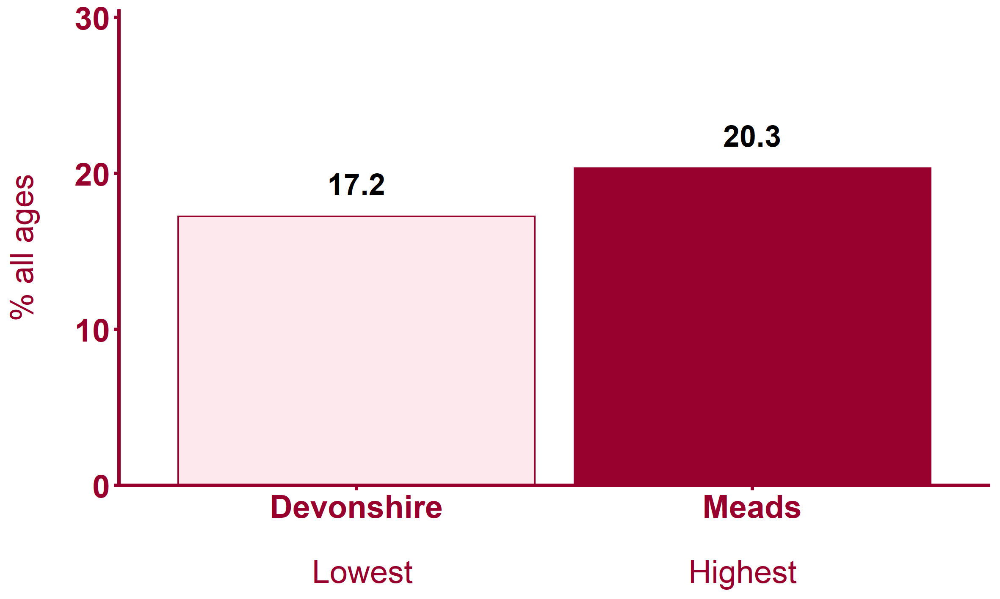 30
20
10
0
% all ages
17.2
20.3
Devonshire
Meads
Lowest
Highest